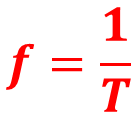 f = 1/T